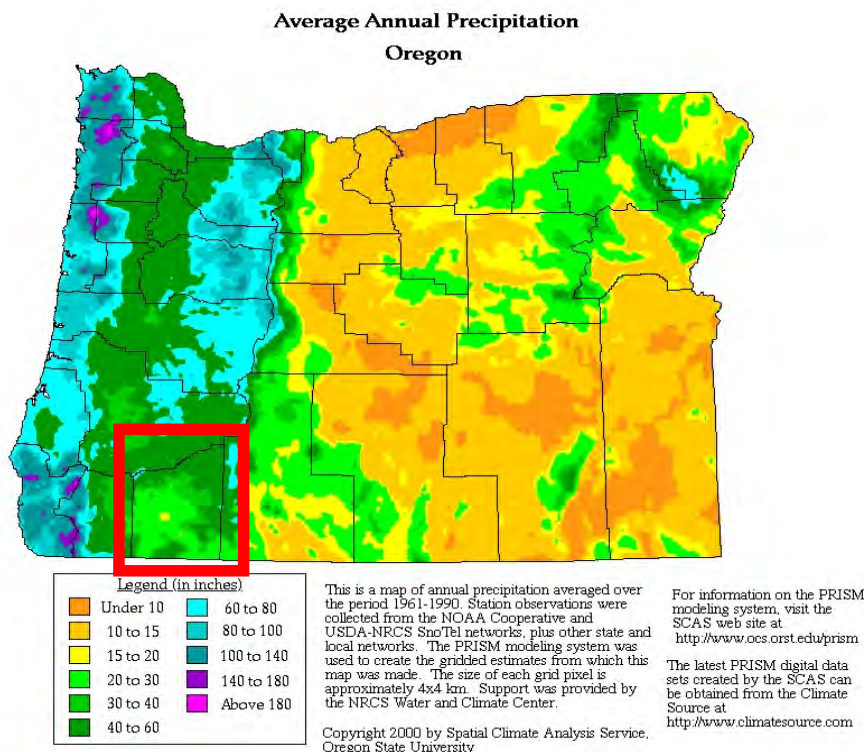 Average Annual Precipitation
Oregon
Legend (in inches)
Under 10
10 to 15
15 to 20
20 to 30
30 to 40
40 to 60
60 to 80
80 to 100
100 to 140
140 to 180
Above 180
This is a map of annual precipitation averaged over
the period 1961-1990. Station observations were
collected from the NOAA Cooperative and
USDA-NRCS SnoTel networks, plus other state and
local networks. The PRISM modeling system was
used to create the gridded estimates from which this
map was made. The size of each grid pixel is
approximately 4x4 km. Support was provided by
the NRCS Water and Climate Center.
Copyright 2000 by Spatial Climate Analysis Service,
Oregon State University
For information on the PRISM
modeling system, visit the
SCAS web site at
http://www.ocs.orst.edu/prism
The latest PRISM digital data
sets created by the SCAS can
be obtained from the Climate
Source at
http://www.climatesource.com